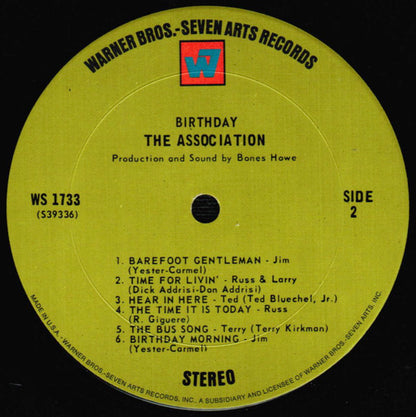 WARNER BROS.-SEVEN ARTS RECORDS
W7
BIRTHDAY
THE ASSOCIATION
Production and Sound by Bones Howe
WS 1733
(S39336)
SIDE
2
1. BAREFOOT GENTLEMAN - Jim
(Yester-Carmel)
2. TIME FOR LIVIN' - Russ & Larry
(Dick Addrisi-Don Addrisi)
3. HEAR IN HERE - Ted (Ted Bluechel, Jr.)
4. THE TIME IT IS TODAY - Russ
(R. Giguere)
5. THE BUS SONG - Terry (Terry Kirkman)
6. BIRTHDAY MORNING - Jim
(Yester-Carmel)
STEREO
MADE IN U.S.A. - WARNER BROS.-SEVEN ARTS RECORDS, INC. A SUBSIDIARY AND LICENSEE OF WARNER BROS.-SEVEN ARTS, INC.